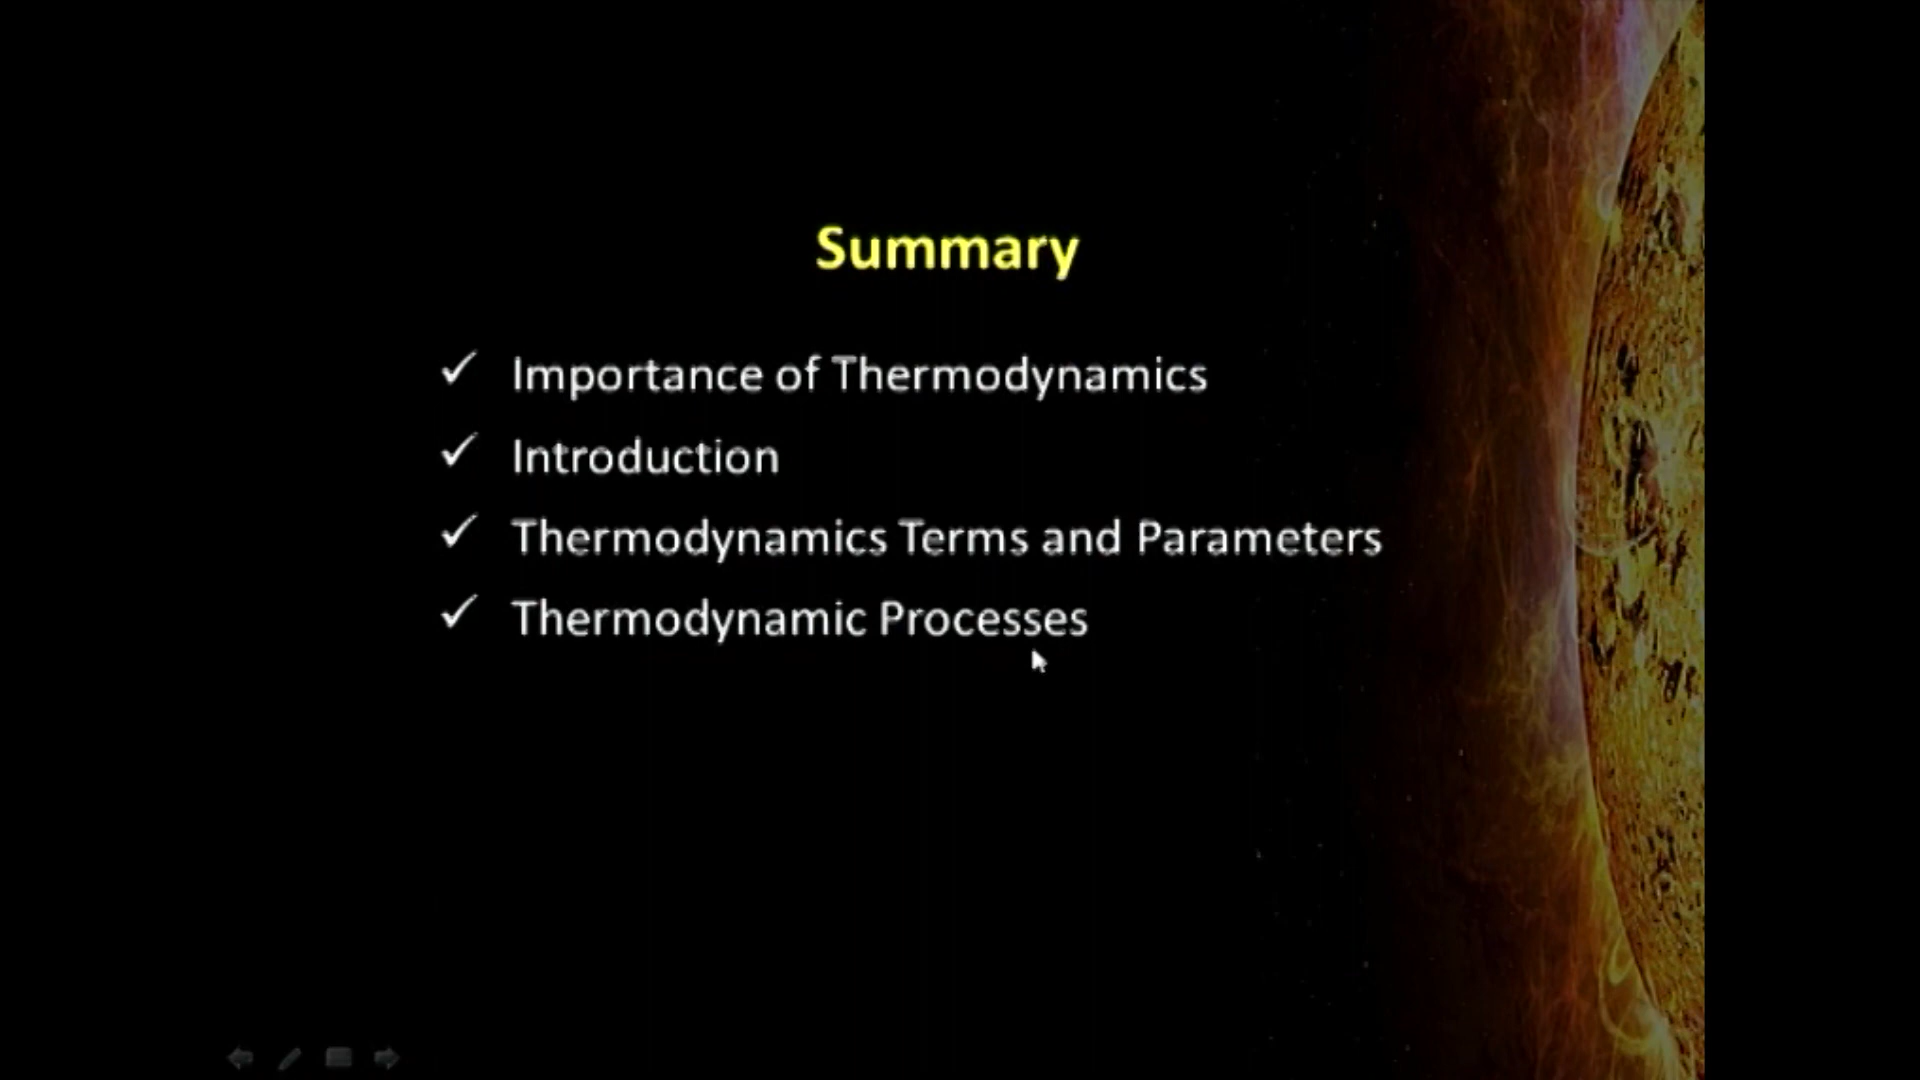 Summary
✓ Importance of Thermodynamics
✓ Introduction
✓ Thermodynamics Terms and Parameters
✓ Thermodynamic Processes